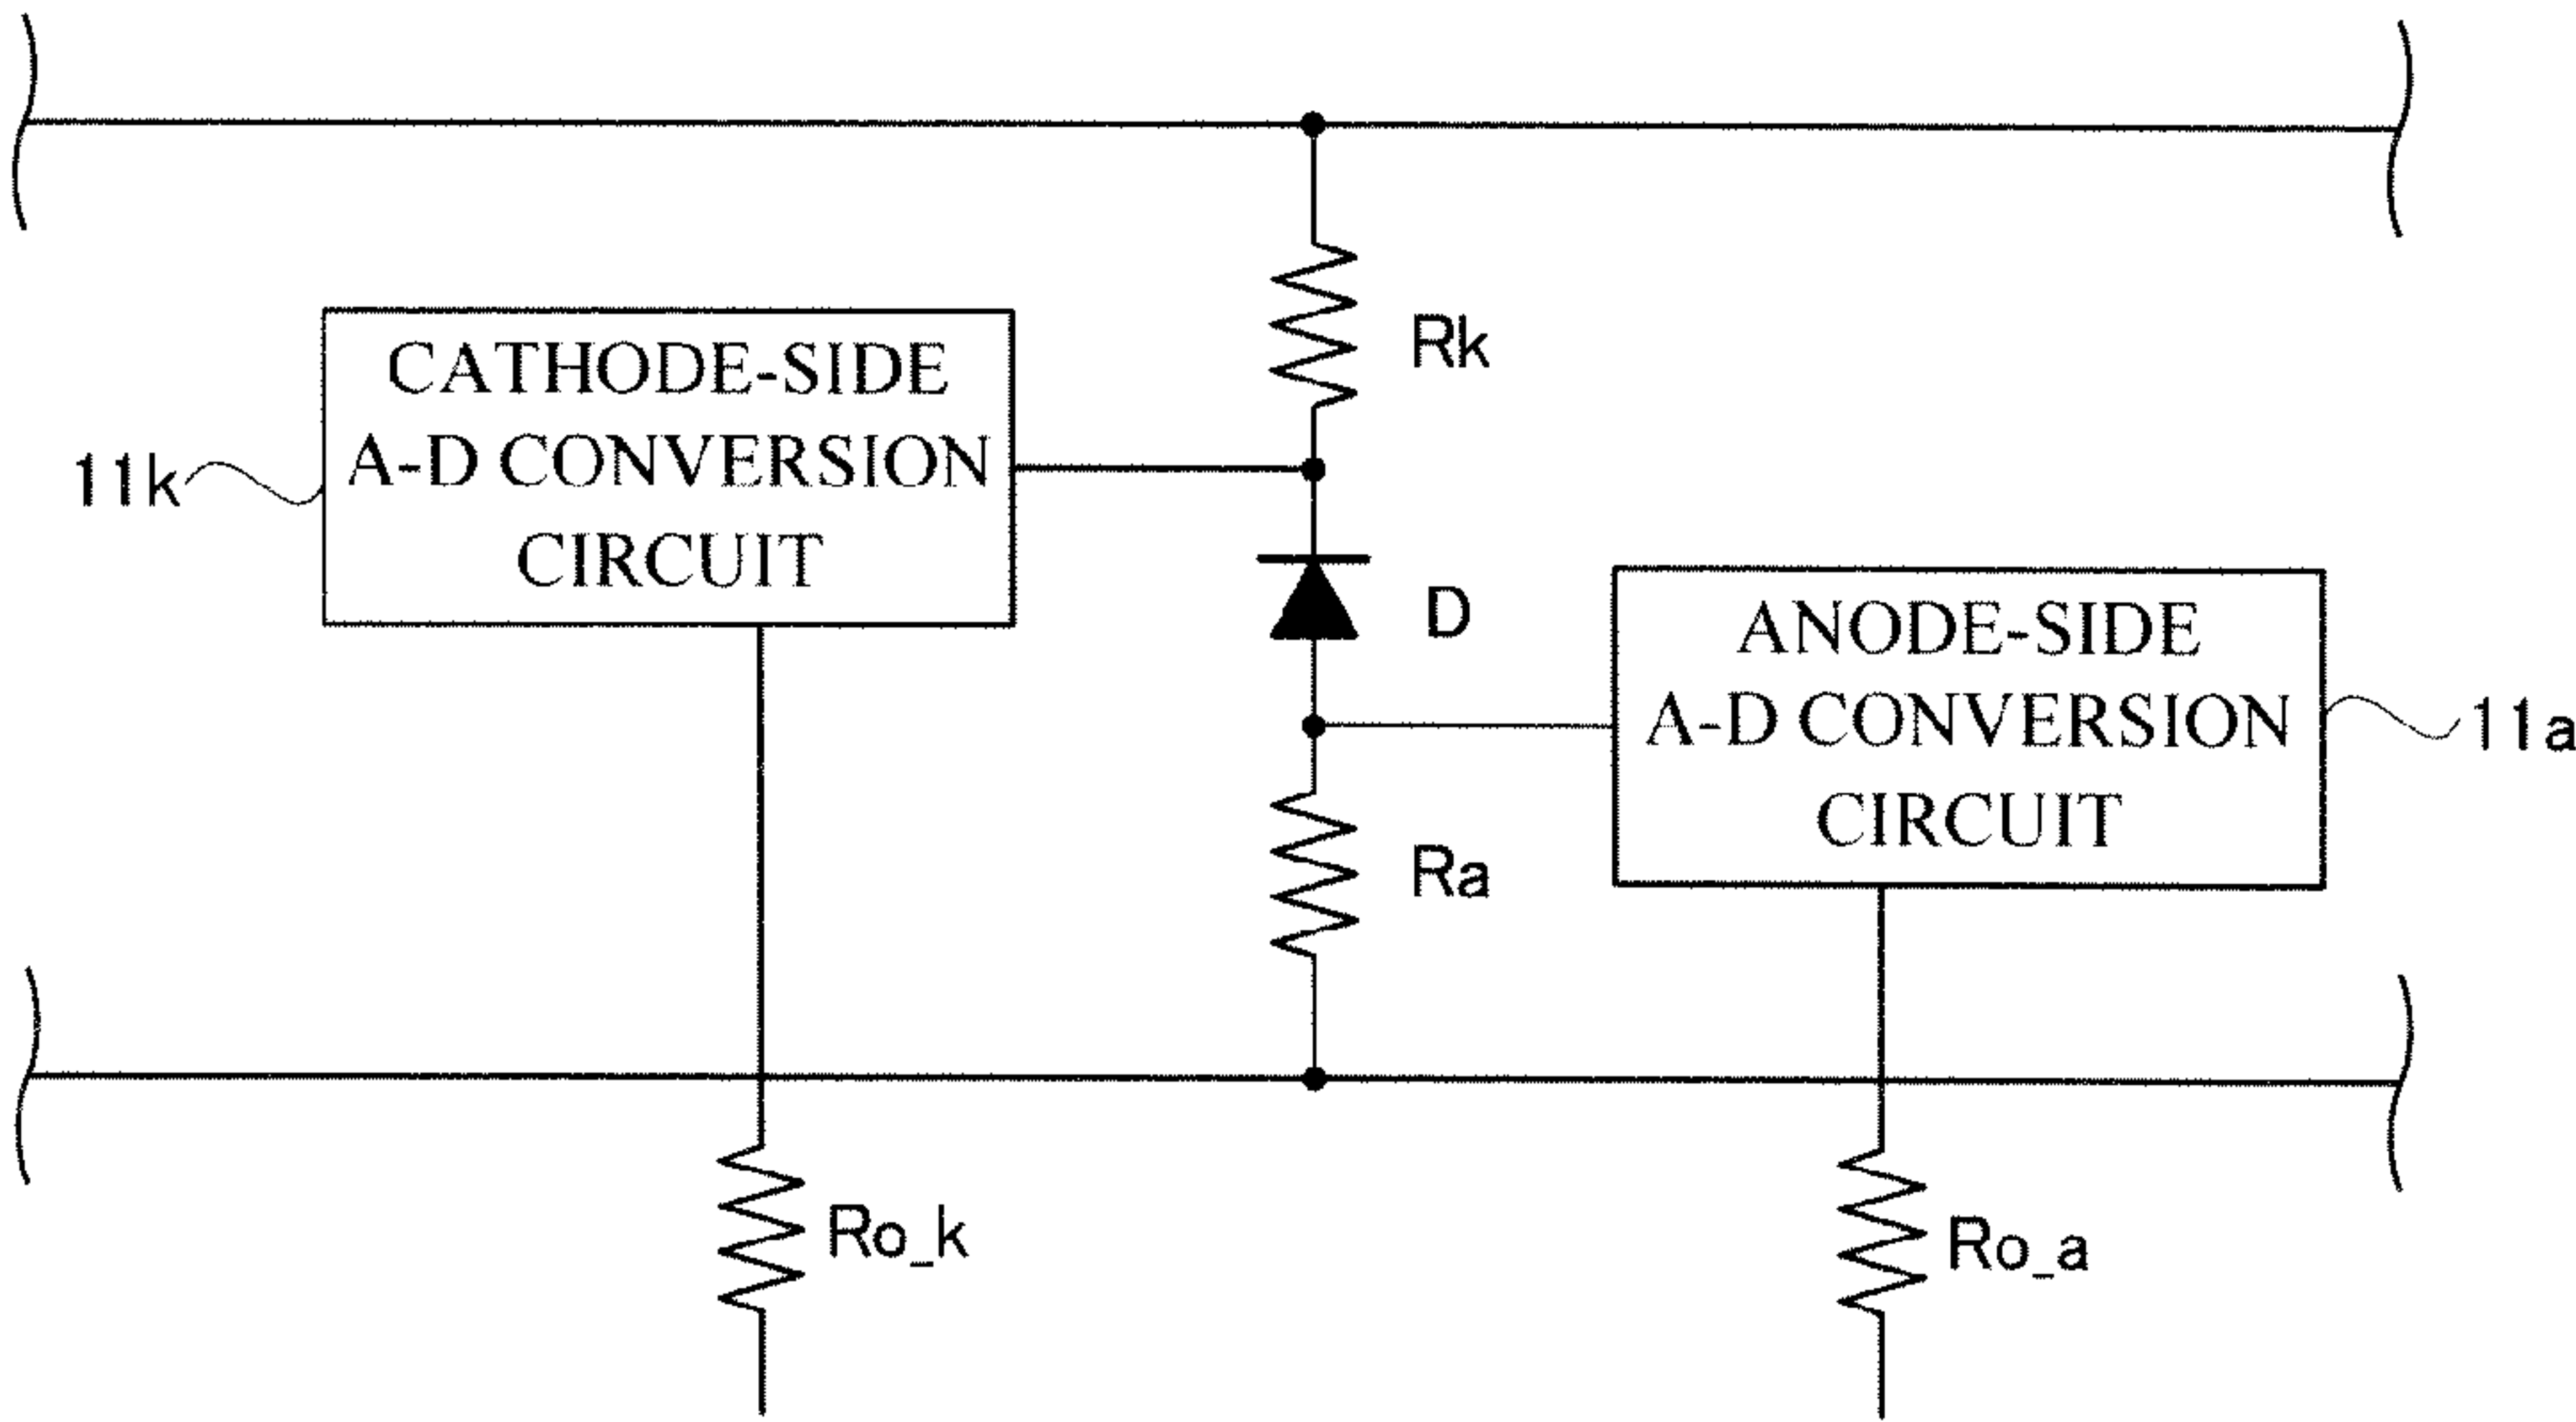 Rk
CATHODE-SIDE
A-D CONVERSION
CIRCUIT
11k
D
ANODE-SIDE
A-D CONVERSION
CIRCUIT
11a
Ra
Ro_k
Ro_a